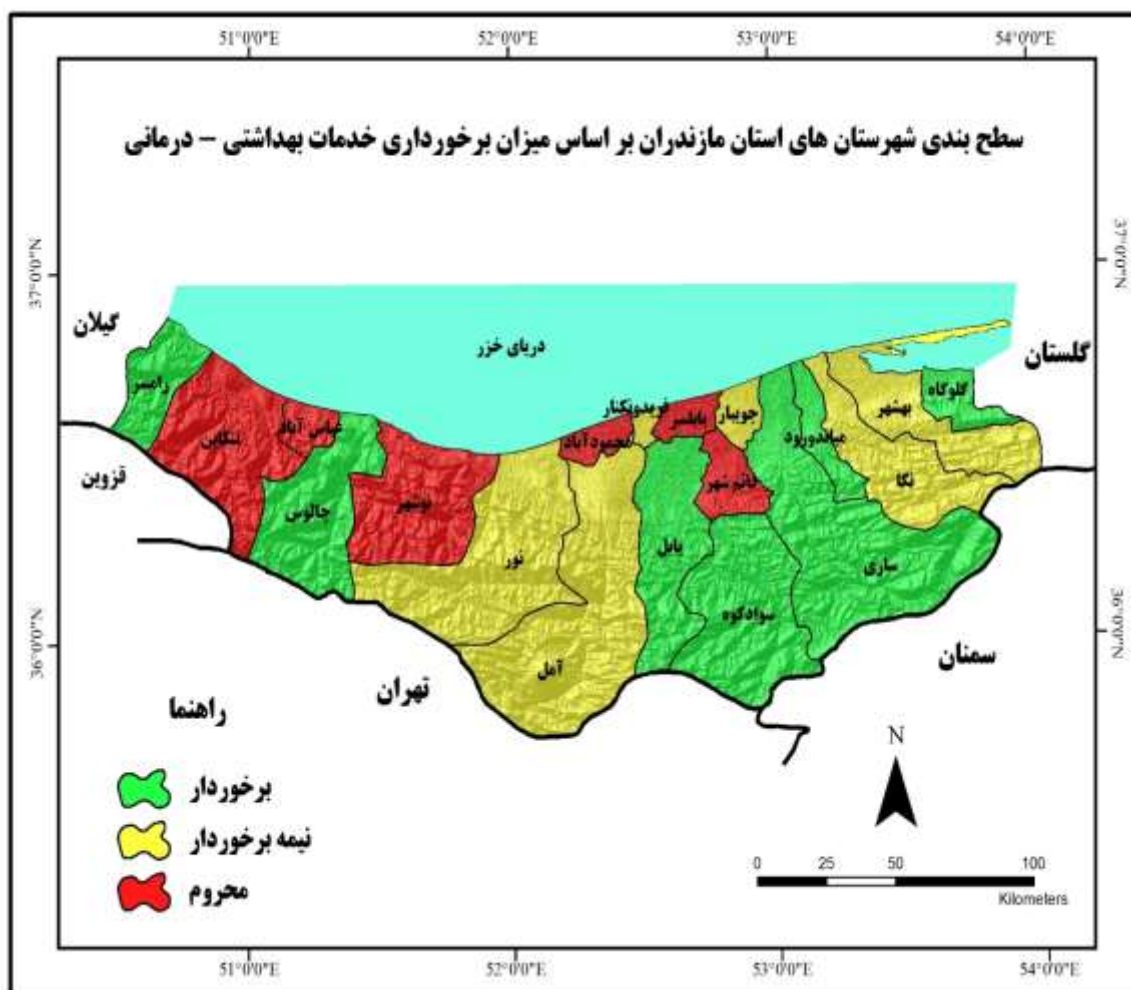 51°0'0"E 52°0'0"E 53°0'0"E 54°0'0"E
سطح بندی شهرستان های استان مازندران بر اساس میزان برخورداری خدمات بهداشتی – درمانی
37°0'0"N 37°0'0"N
گیلان
گلستان
دریای خزر
رامسر
تنکابن
عباس آباد
چالوس
نوشهر
نور
آمل
محمودآباد
فریدونکنار
بابلسر
بابل
جویبار
قائم شهر
سوادکوه
میاندورود
ساری
نکا
بهشهر
گلوگاه
قزوین
تهران
سمنان
36°0'0"N 36°0'0"N
راهنما
برخوردار
نیمه برخوردار
محروم
N
0 25 50 100
Kilometers
51°0'0"E 52°0'0"E 53°0'0"E 54°0'0"E